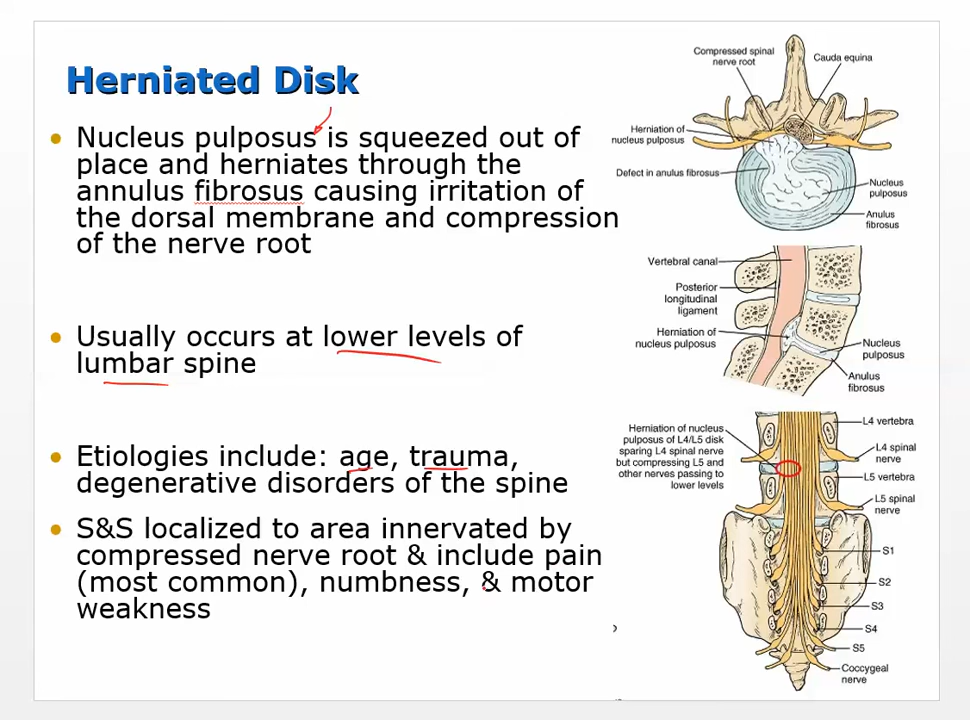 Herniated Disk
• Nucleus pulposus is squeezed out of
place and herniates through the
annulus fibrosus causing irritation of
the dorsal membrane and compression
of the nerve root
• Usually occurs at lower levels of
lumbar spine
• Etiologies include: age, trauma,
degenerative disorders of the spine
• S&S localized to area innervated by
compressed nerve root & include pain
(most common), numbness, & motor
weakness
Compressed spinal
nerve root
Cauda equina
Herniation of
nucleus pulposus
Defect in anulus fibrosus
Nucleus
pulposus
Anulus
fibrosus
Vertebral canal
Posterior
longitudinal
ligament
Herniation of
nucleus pulposus
Nucleus
pulposus
Anulus
fibrosus
Herniation of nucleus
pulposus of L4/L5 disk
sparing L4 spinal nerve
but compressing L5 and
other nerves passing to
lower levels
L4 vertebra
L4 spinal
nerve
L5 vertebra
L5 spinal
nerve
S1
S2
S3
S4
S5
Coccygeal
nerve